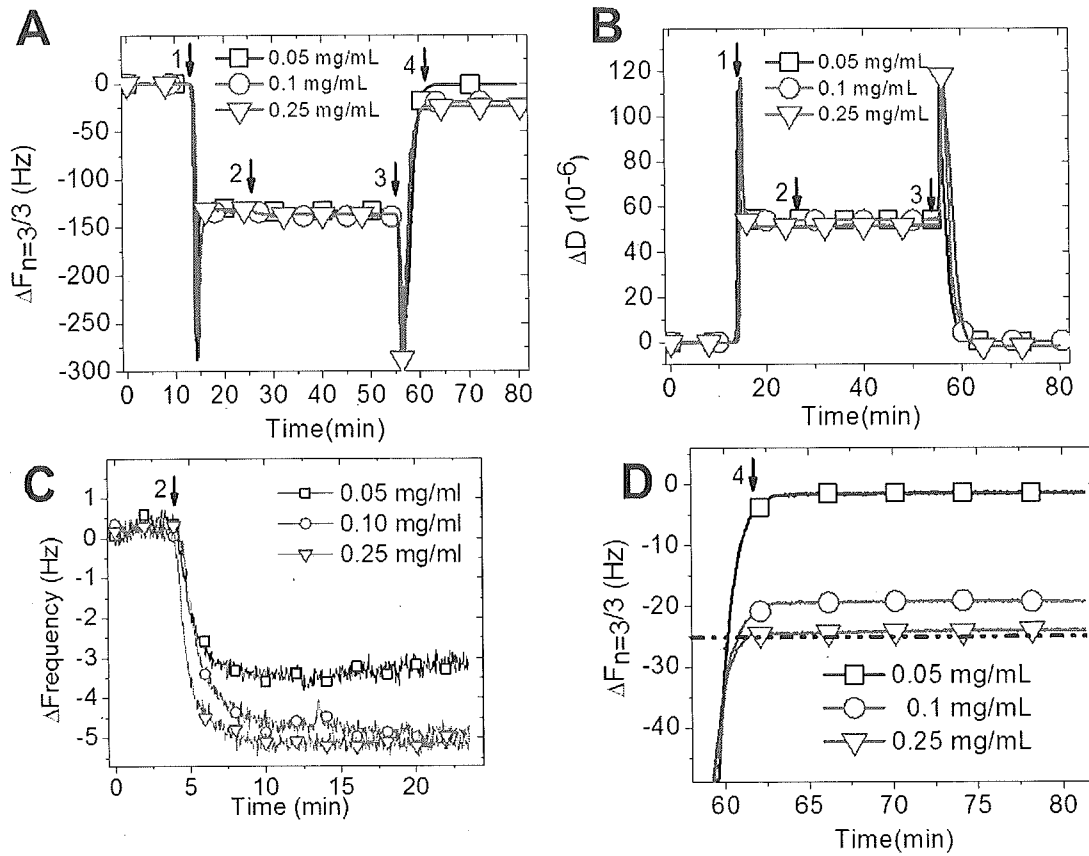 A
1
4
0.05 mg/mL
0.1 mg/mL
0.25 mg/mL
2
3
0
-50
-100
-150
-200
-250
-300
ΔFn=3/3 (Hz)
0 10 20 30 40 50 60 70 80
Time(min)
B
1
0.05 mg/mL
0.1 mg/mL
0.25 mg/mL
2
3
120
100
80
60
40
20
0
ΔD (10-6)
0 20 40 60 80
Time(min)
C
2
0.05 mg/ml
0.10 mg/ml
0.25 mg/ml
1
0
-1
-2
-3
-4
-5
ΔFrequency (Hz)
0 5 10 15 20
Time (min)
D
4
0
-10
-20
-30
-40
ΔFn=3/3 (Hz)
0.05 mg/mL
0.1 mg/mL
0.25 mg/mL
60 65 70 75 80
Time(min)